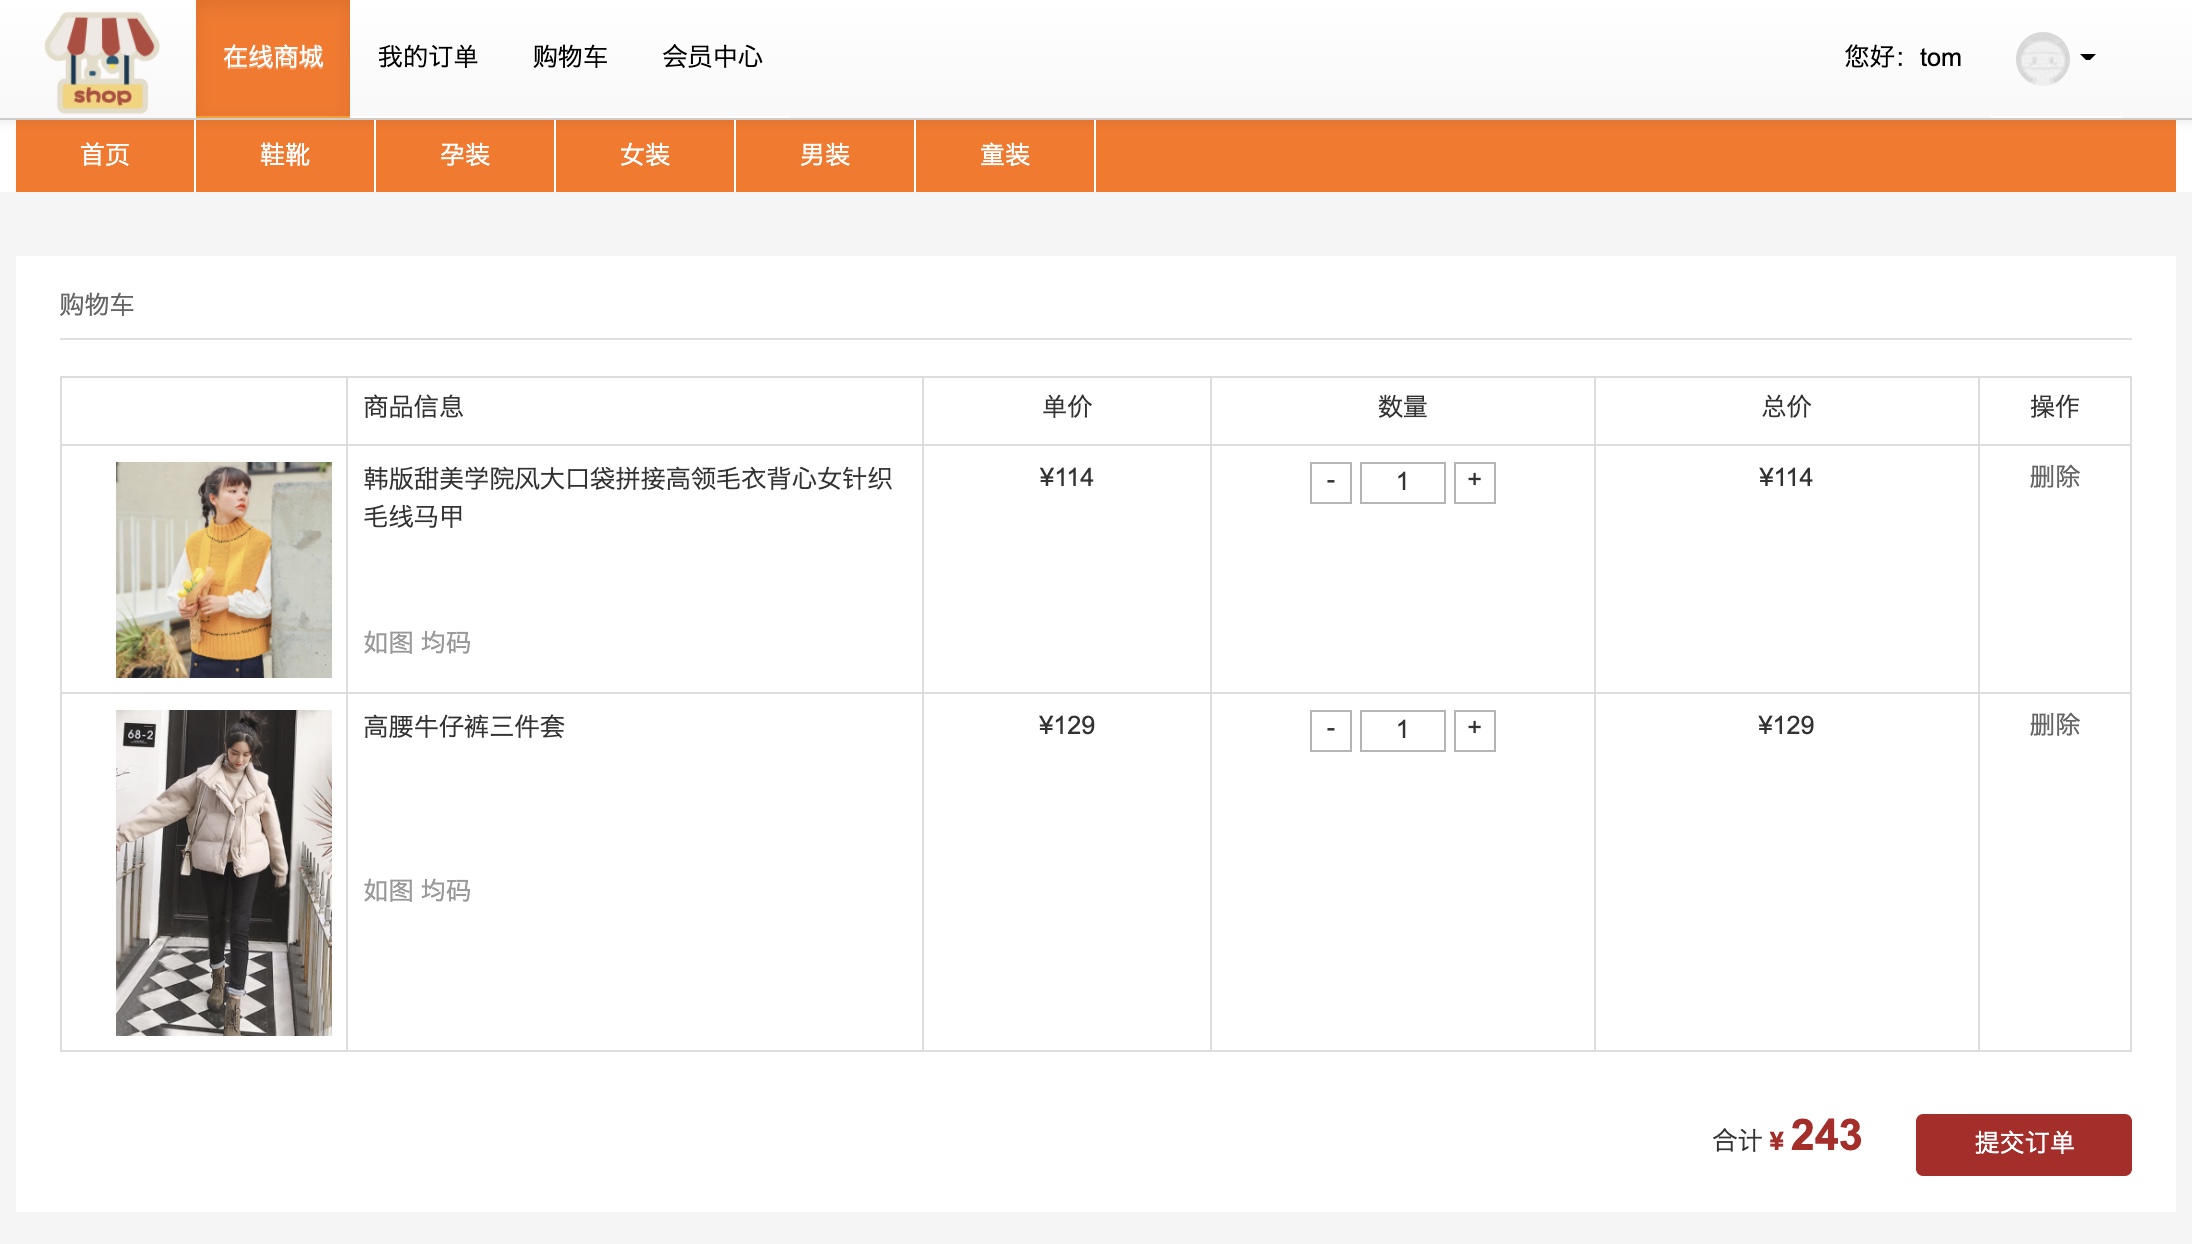 shop
在线商城 我的订单 购物车 会员中心 您好：tom
首页 鞋靴 孕装 女装 男装 童装
购物车
商品信息 单价 数量 总价 操作
韩版甜美学院风大口袋拼接高领毛衣背心女针织 ¥114 - 1 + ¥114 删除
毛线马甲
如图 均码
68-2
高腰牛仔裤三件套 ¥129 - 1 + ¥129 删除
如图 均码
合计 ¥ 243 提交订单